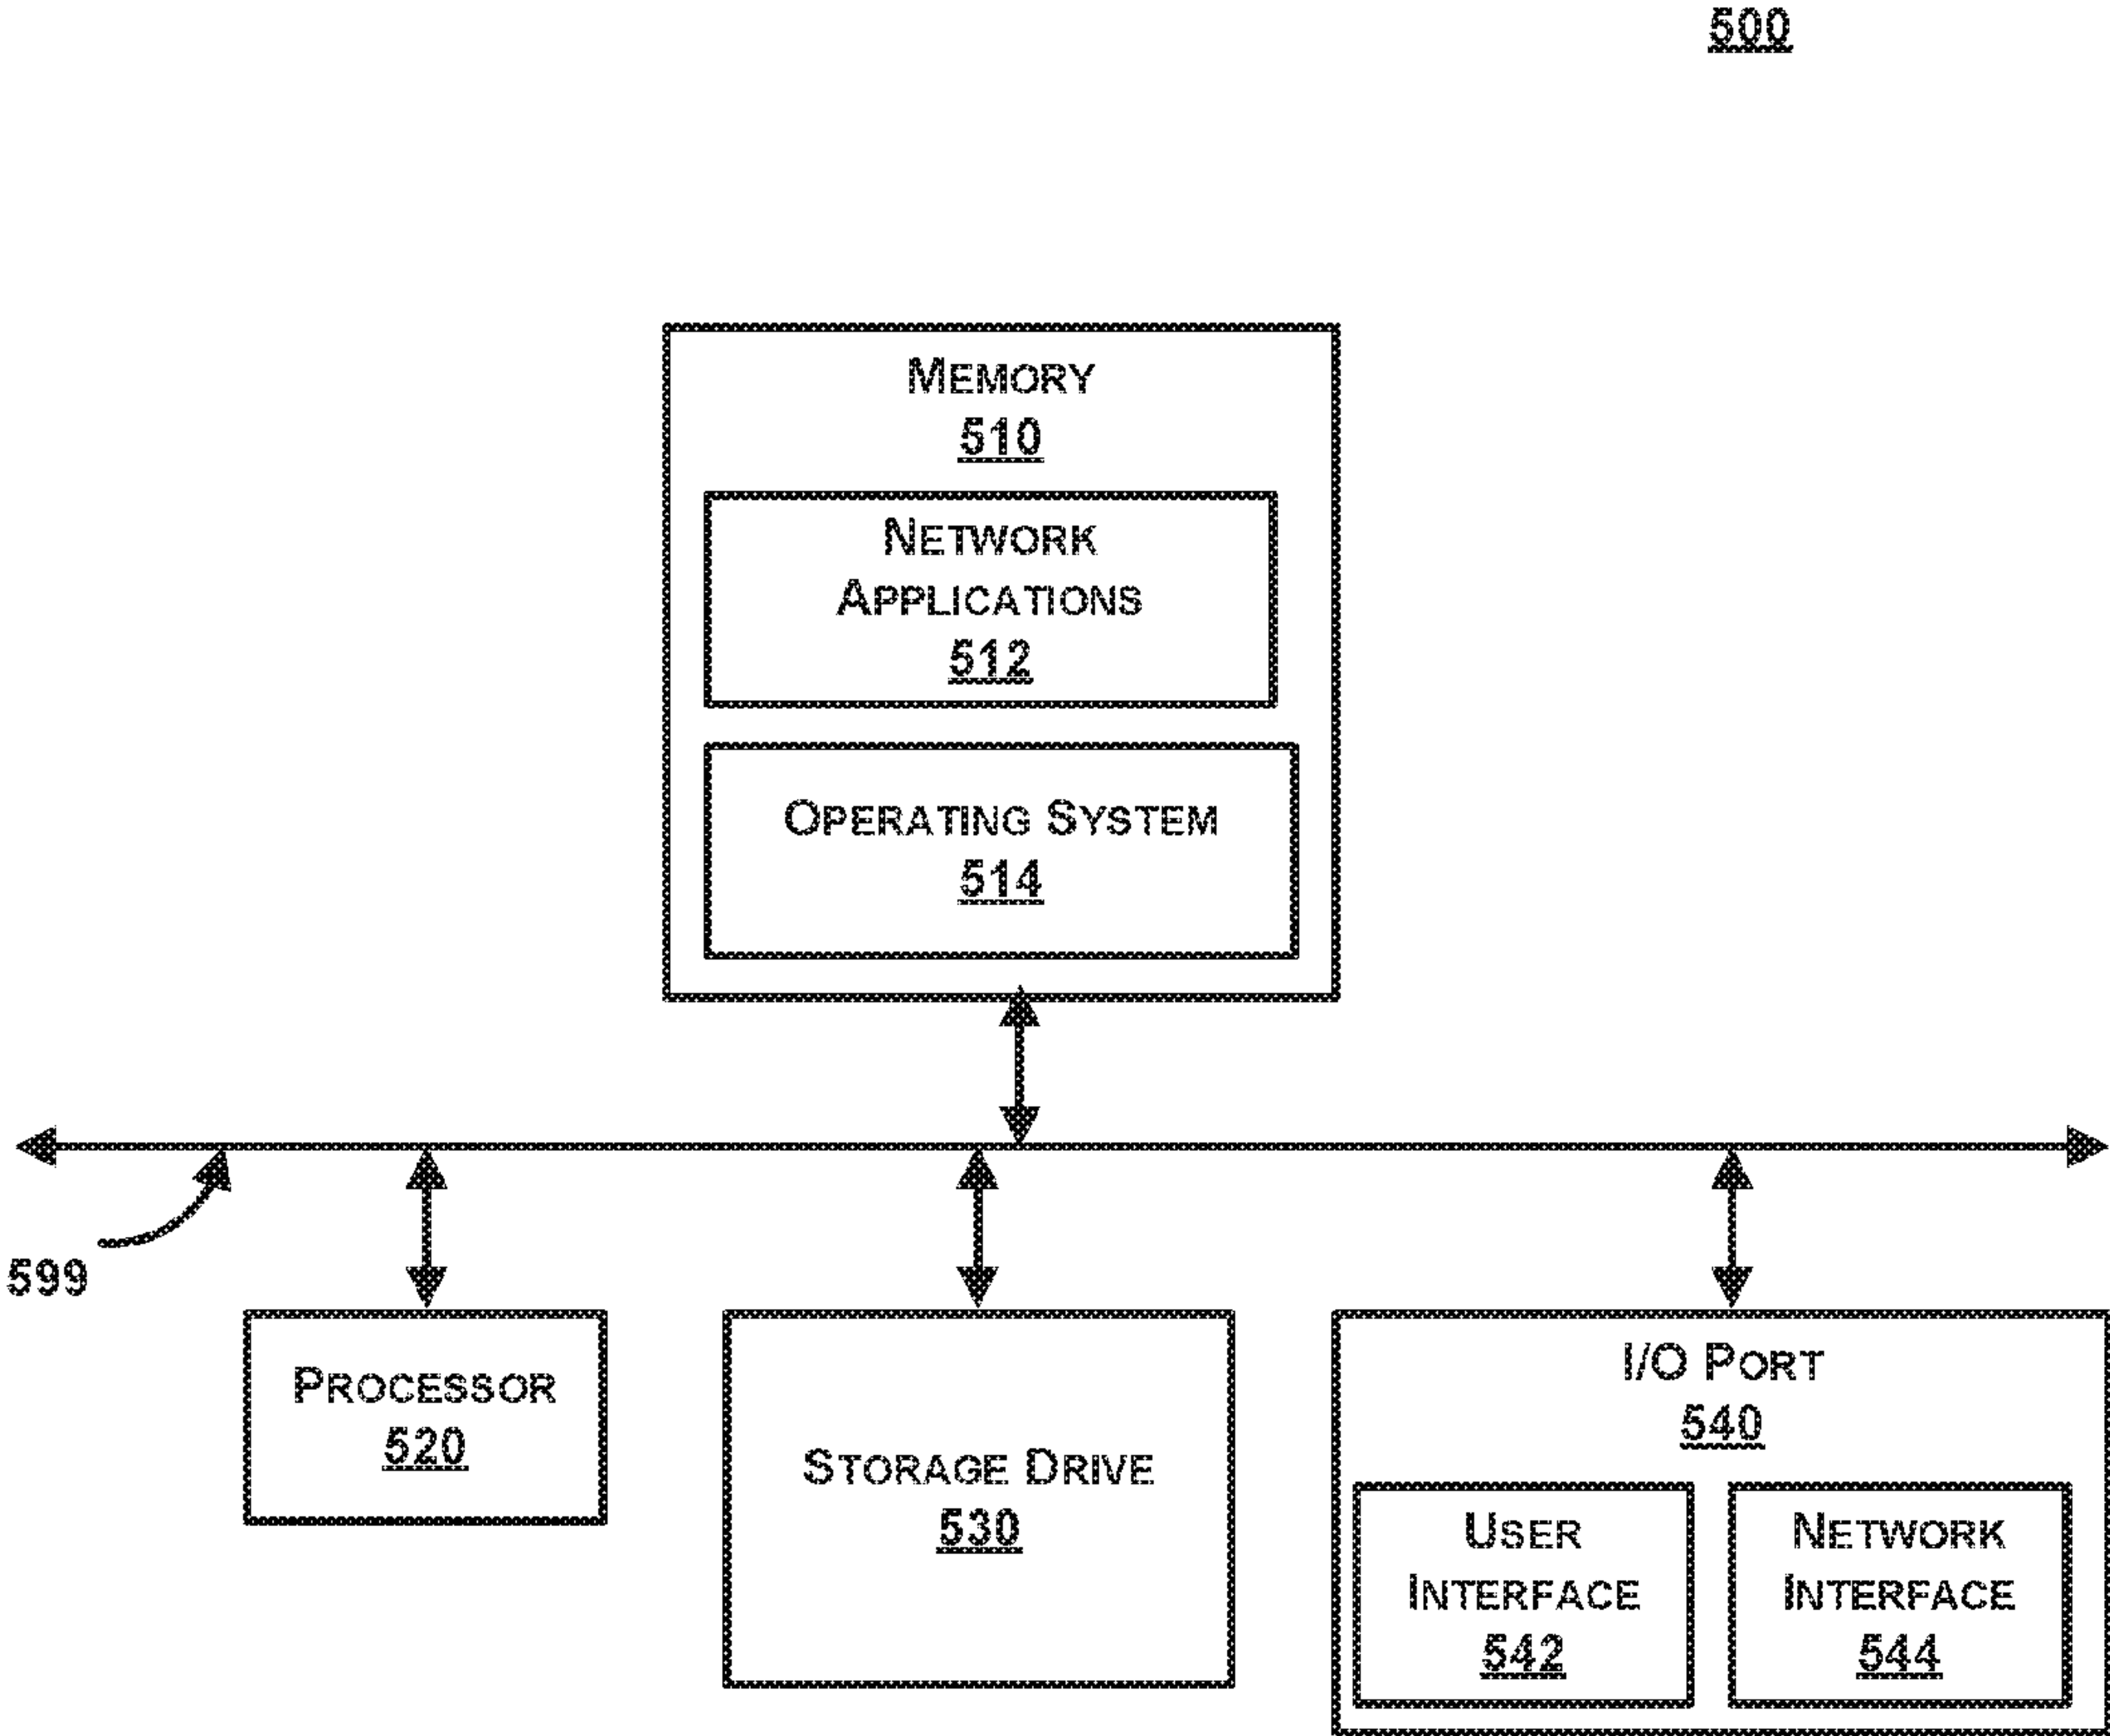 500
MEMORY
510
NETWORK
APPLICATIONS
512
OPERATING SYSTEM
514
599
PROCESSOR
520
STORAGE DRIVE
530
I/O PORT
540
USER
INTERFACE
542
NETWORK
INTERFACE
544